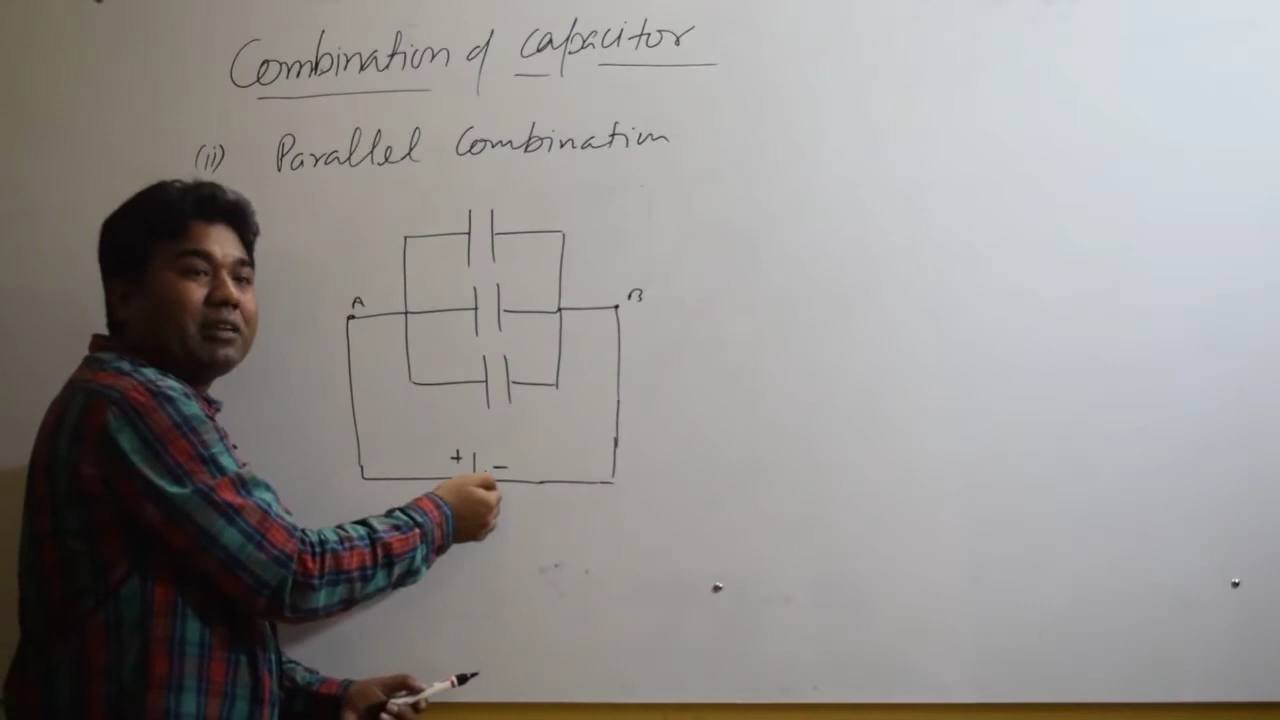 Combination of capacitor
(ii) Parallel Combination
A B
+ -